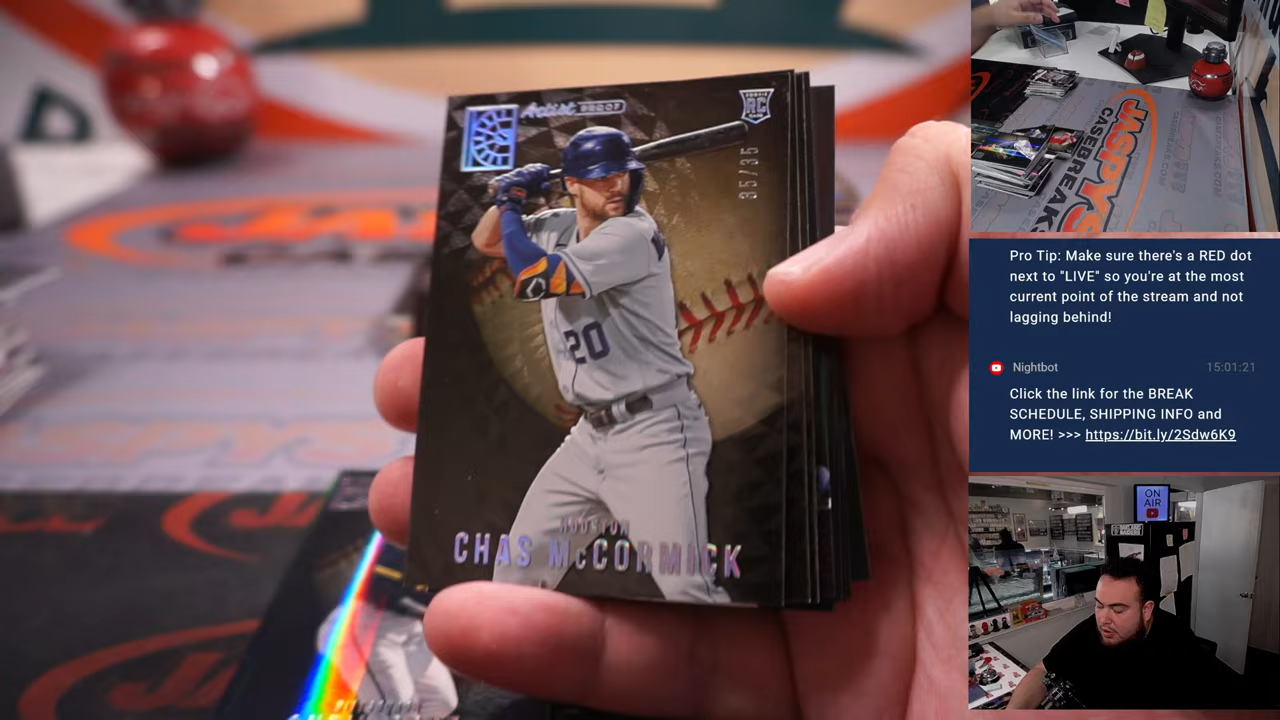 Artist PROOF
RC
35/35
20
HOUSTON
CHAS McCORMICK
JASPYS
CASEBREAKS
Pro Tip: Make sure there's a RED dot
next to "LIVE" so you're at the most
current point of the stream and not
lagging behind!
Nightbot
15:01:21
Click the link for the BREAK
SCHEDULE, SHIPPING INFO and
MORE! >>> https://bit.ly/2Sdw6K9
ON
AIR